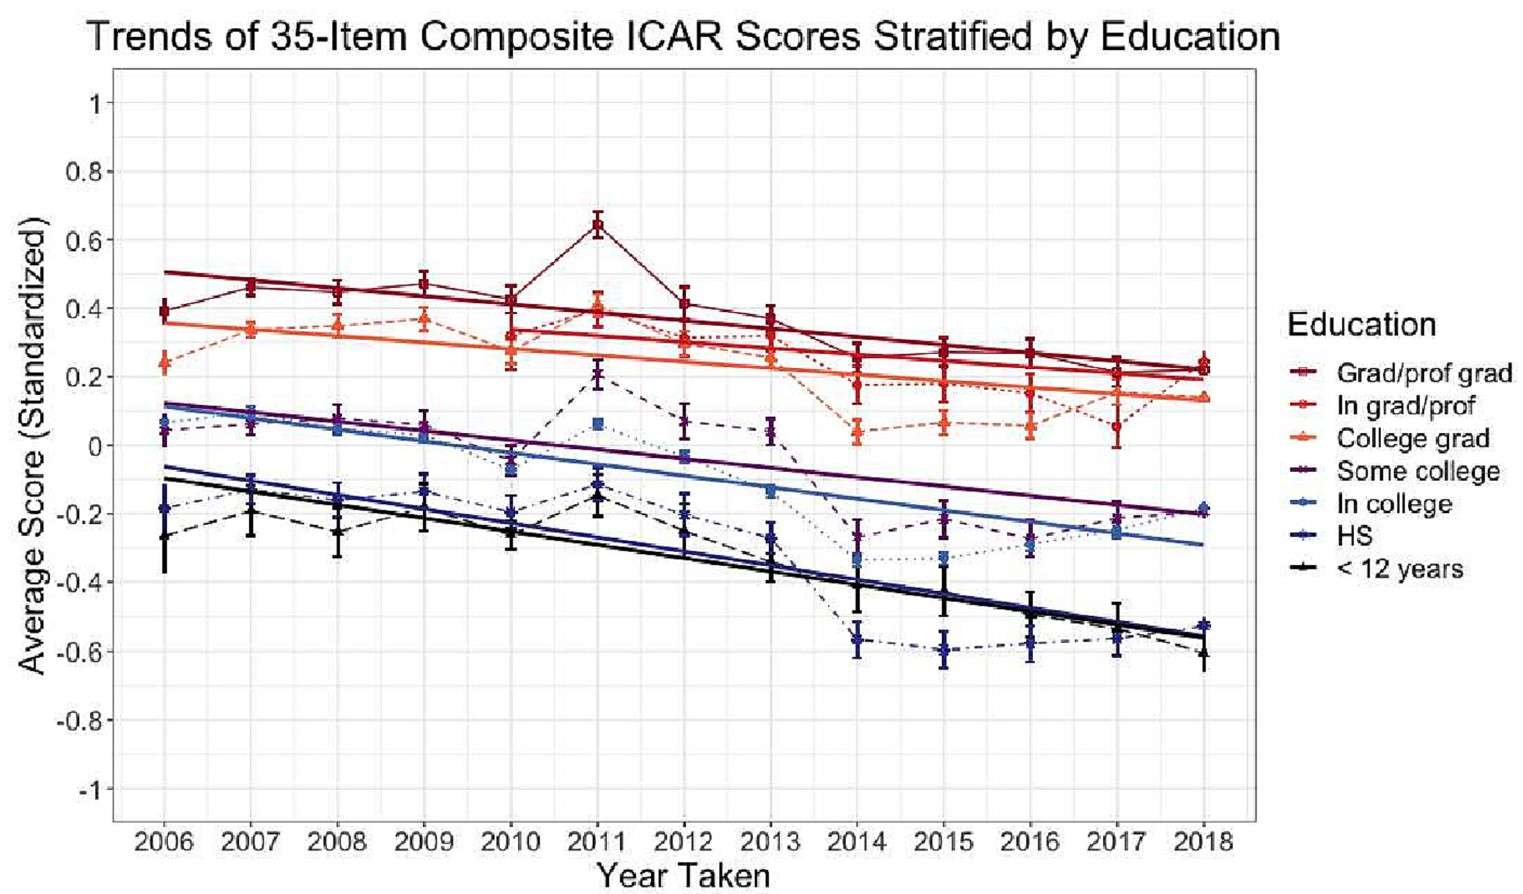 Trends of 35-Item Composite ICAR Scores Stratified by Education
Average Score (Standardized)
1
0.8
0.6
0.4
0.2
0
-0.2
-0.4
-0.6
-0.8
-1
2006 2007 2008 2009 2010 2011 2012 2013 2014 2015 2016 2017 2018
Year Taken
Education
Grad/prof grad
In grad/prof
College grad
Some college
In college
HS
< 12 years